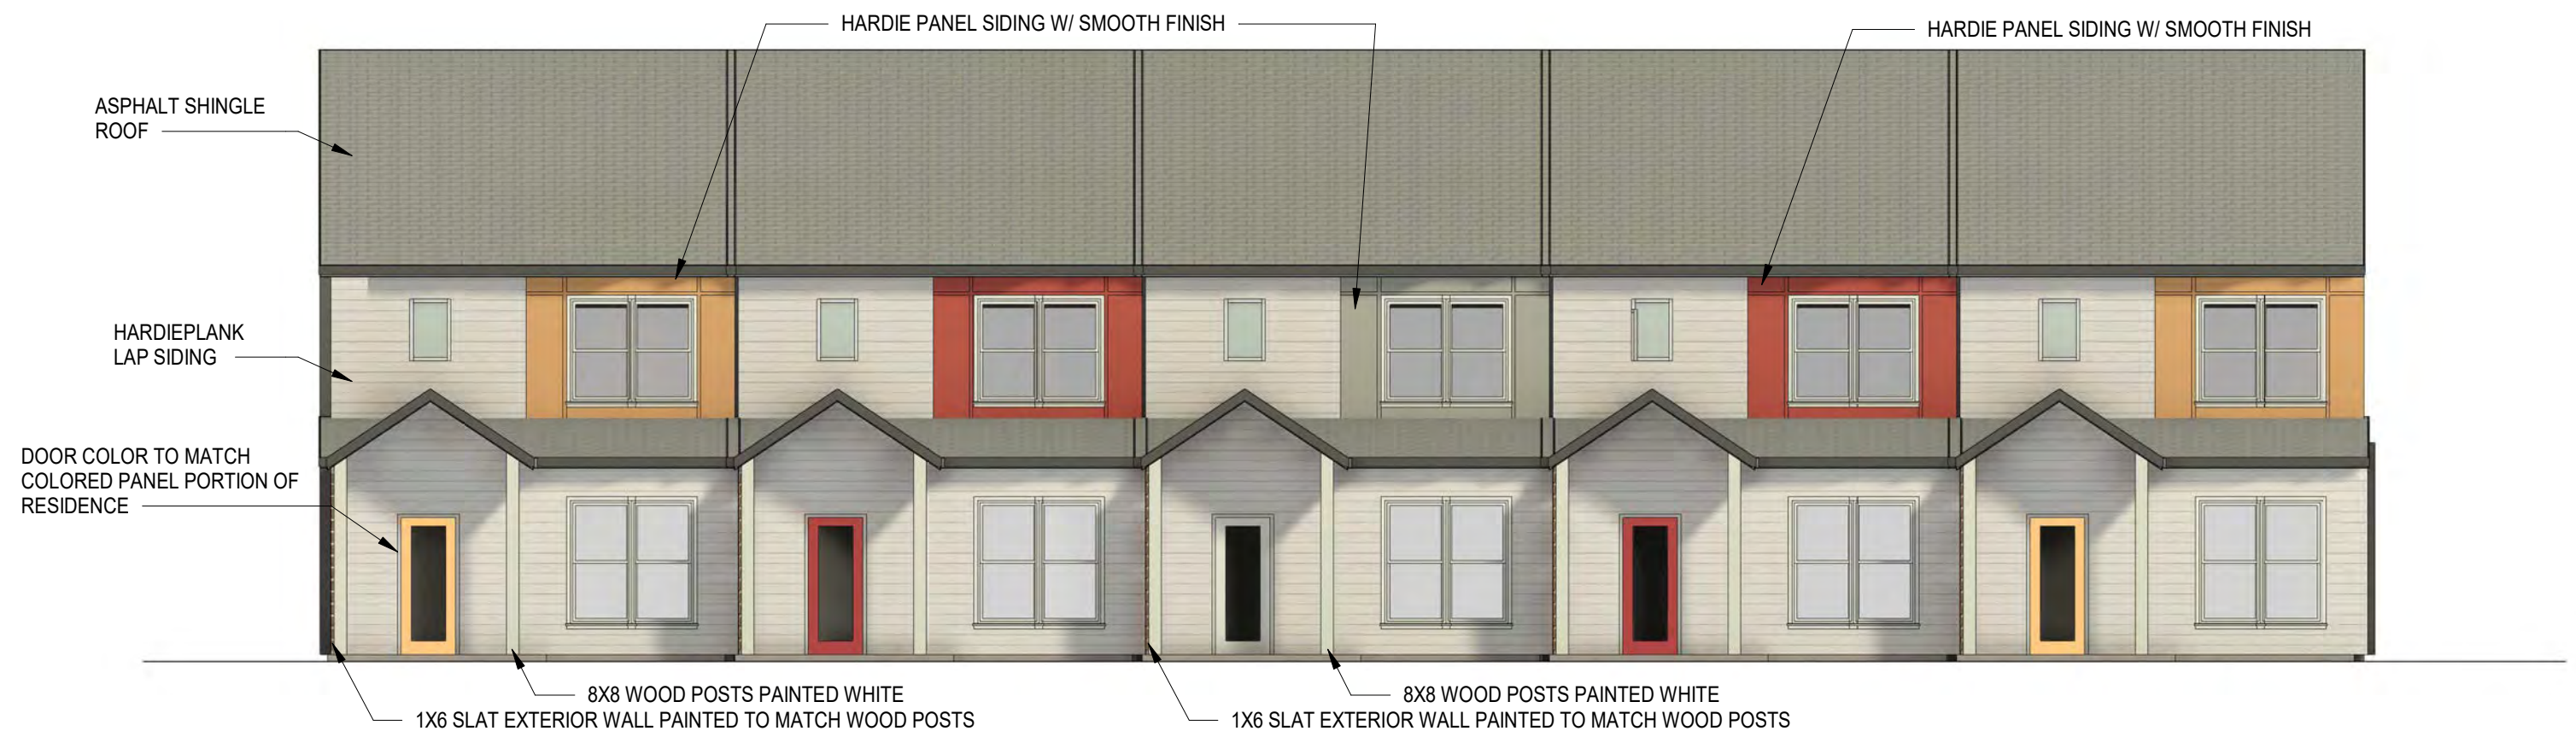 HARDIE PANEL SIDING W/ SMOOTH FINISH
HARDIE PANEL SIDING W/ SMOOTH FINISH
ASPHALT SHINGLE
ROOF
HARDIEPLANK
LAP SIDING
DOOR COLOR TO MATCH
COLORED PANEL PORTION OF
RESIDENCE
8X8 WOOD POSTS PAINTED WHITE
1X6 SLAT EXTERIOR WALL PAINTED TO MATCH WOOD POSTS
8X8 WOOD POSTS PAINTED WHITE
1X6 SLAT EXTERIOR WALL PAINTED TO MATCH WOOD POSTS